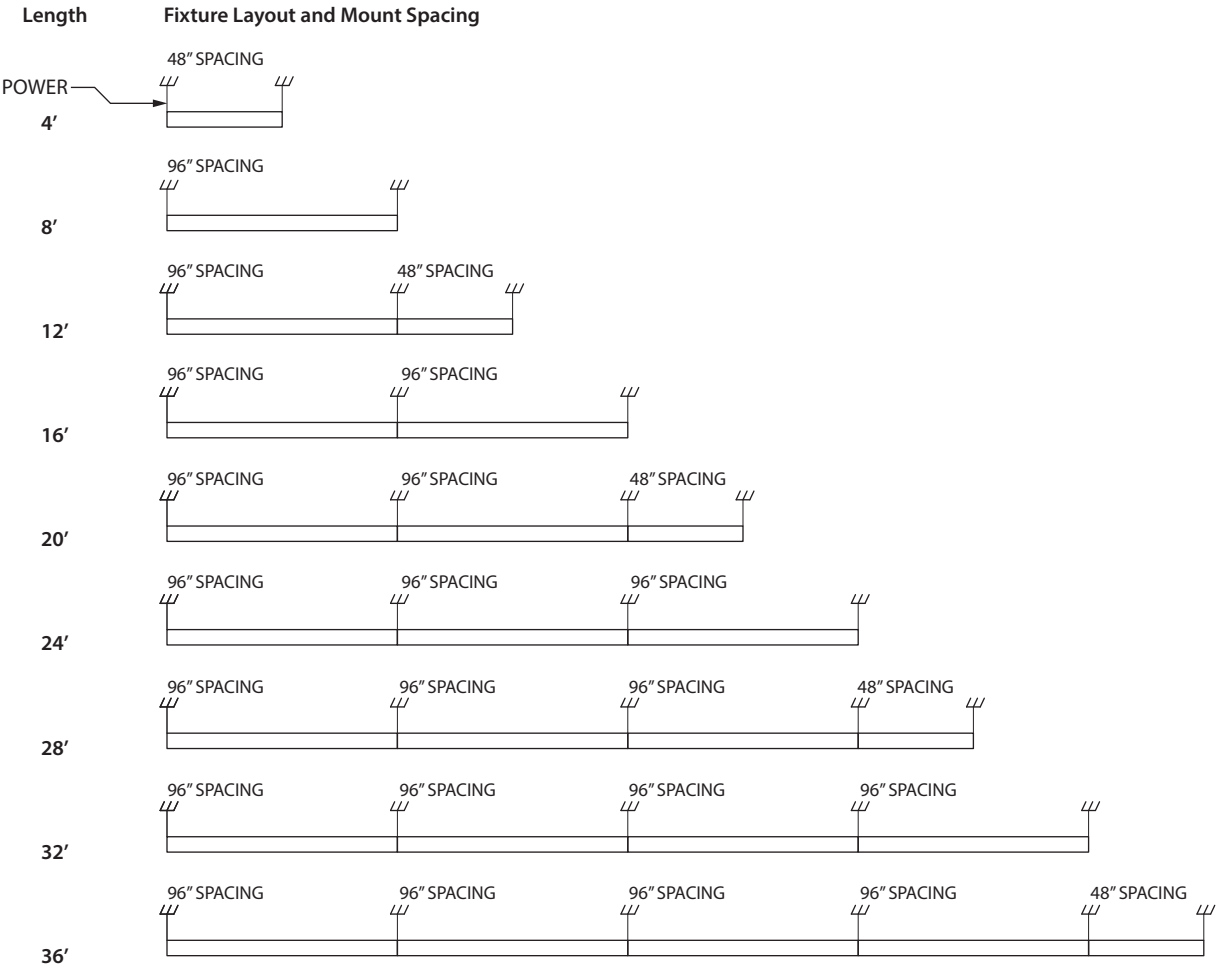 Length Fixture Layout and Mount Spacing
48” SPACING
POWER
4’
96” SPACING
8’
96” SPACING 48” SPACING
12’
96” SPACING 96” SPACING
16’
96” SPACING 96” SPACING 48” SPACING
20’
96” SPACING 96” SPACING 96” SPACING
24’
96” SPACING 96” SPACING 96” SPACING 48” SPACING
28’
96” SPACING 96” SPACING 96” SPACING 96” SPACING
32’
96” SPACING 96” SPACING 96” SPACING 96” SPACING 48” SPACING
36’